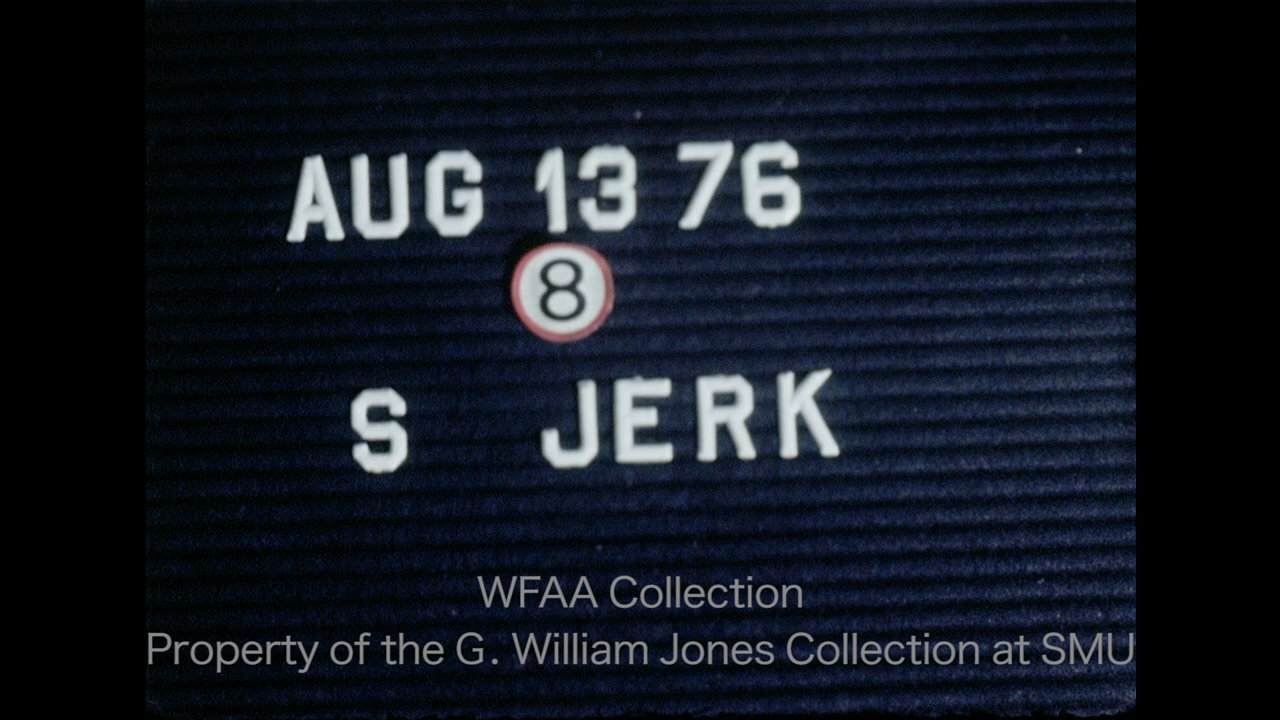 AUG 13 76
8
S JERK
WFAA Collection
Property of the G. William Jones Collection at SMU